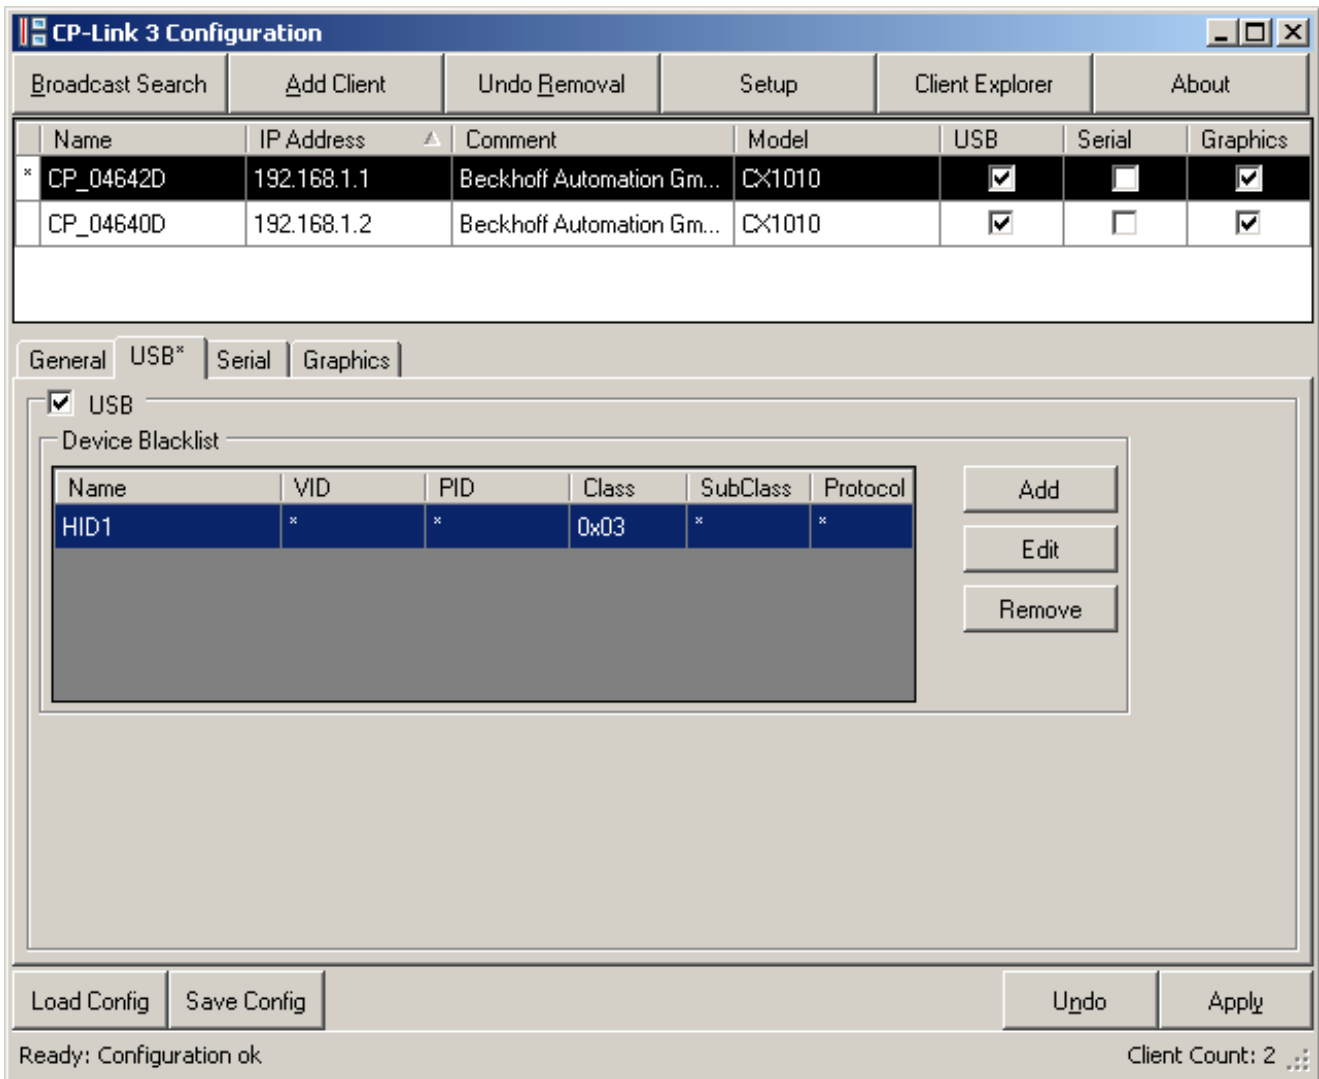 CP-Link 3 Configuration
Broadcast Search Add Client Undo Removal Setup Client Explorer About
Name IP Address Comment Model USB Serial Graphics
* CP_04642D 192.168.1.1 Beckhoff Automation Gm... CX1010
CP_04640D 192.168.1.2 Beckhoff Automation Gm... CX1010
General USB* Serial Graphics
USB
Device Blacklist
Name VID PID Class SubClass Protocol
HID1 * * 0x03 * *
Add
Edit
Remove
Load Config Save Config Undo Apply
Ready: Configuration ok Client Count: 2